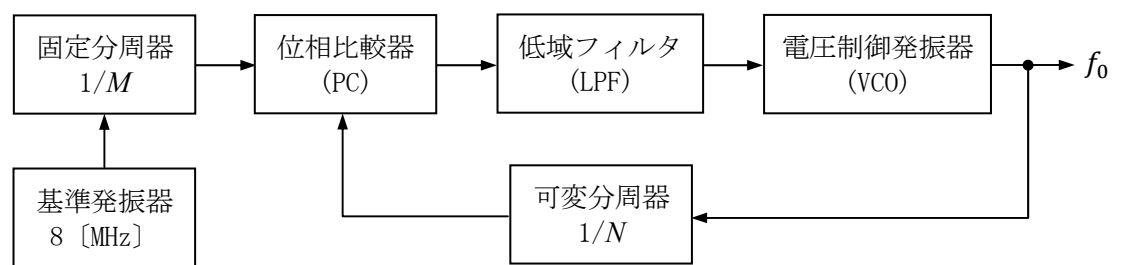 固定分周器
1/M
位相比較器
(PC)
低域フィルタ
(LPF)
電圧制御発振器
(VCO)
f0
基準発振器
8〔MHz〕
可変分周器
1/N